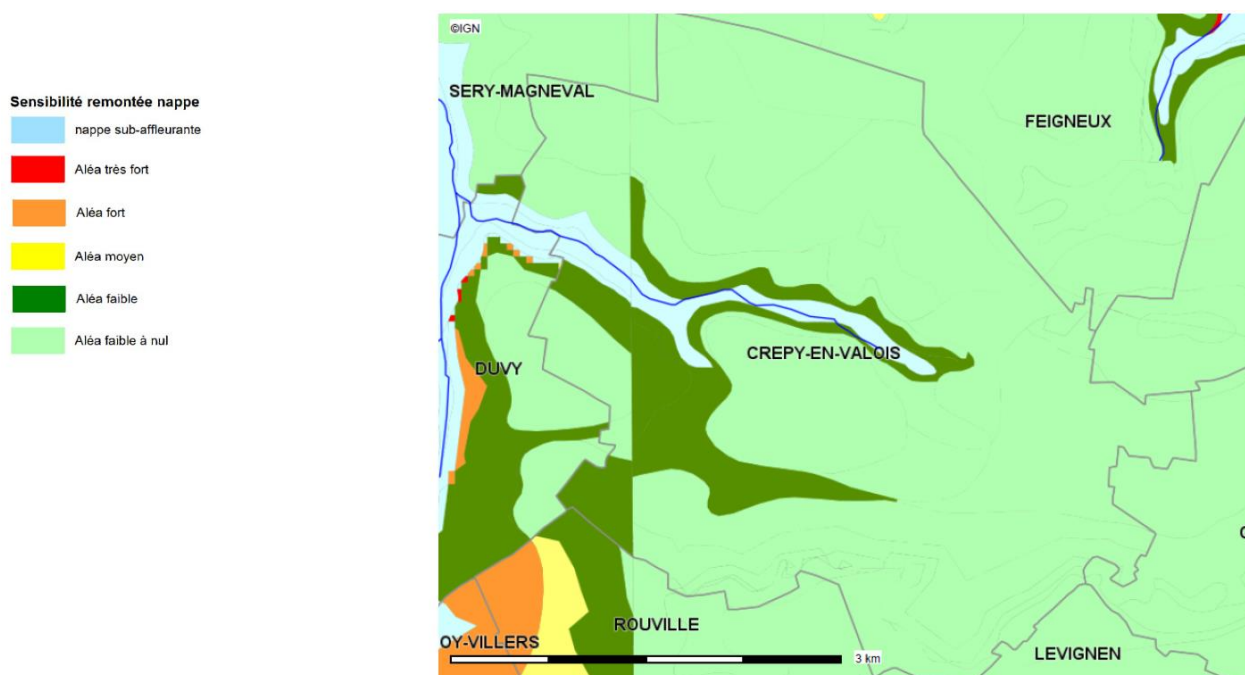 Sensibilité remontée nappe
nappe sub-affleurante
Aléa très fort
Aléa fort
Aléa moyen
Aléa faible
Aléa faible à nul
©IGN
SERY-MAGNEVAL
FEIGNEUX
CREPY-EN-VALOIS
DUVY
ROUVILLE
OY-VILLERS
LEVIGNEN
3 km